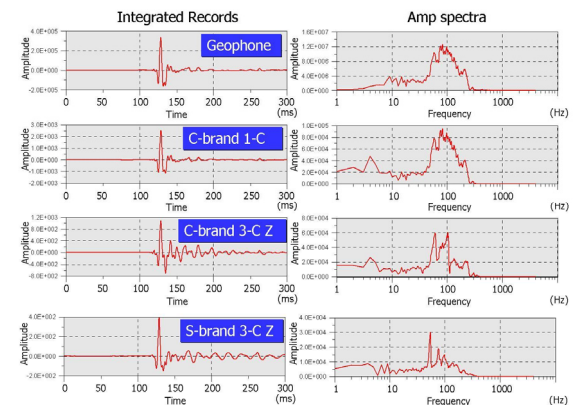 Integrated Records
Amp spectra
Amplitude
4.0E+005
2.0E+005
0.0E+000
-2.0E+005
Geophone
0 50 100 150 200 250 300
Time (ms)
Amplitude
1.6E+007
1.2E+007
8.0E+006
4.0E+006
0.0E+000
1 10 100 1000
Frequency (Hz)
Amplitude
3.0E+003
2.0E+003
1.0E+003
0.0E+000
-1.0E+003
-2.0E+003
C-brand 1-C
0 50 100 150 200 250 300
Time (ms)
Amplitude
1.0E+005
8.0E+004
6.0E+004
4.0E+004
2.0E+004
0.0E+000
1 10 100 1000
Frequency (Hz)
Amplitude
1.2E+003
8.0E+002
4.0E+002
0.0E+000
-4.0E+002
-8.0E+002
C-brand 3-C Z
0 50 100 150 200 250 300
Time (ms)
Amplitude
8.0E+004
6.0E+004
4.0E+004
2.0E+004
0.0E+000
1 10 100 1000
Frequency (Hz)
Amplitude
4.0E+002
2.0E+002
0.0E+000
-2.0E+002
S-brand 3-C Z
0 50 100 150 200 250 300
Time (ms)
Amplitude
4.0E+004
3.0E+004
2.0E+004
1.0E+004
0.0E+000
1 10 100 1000
Frequency (Hz)